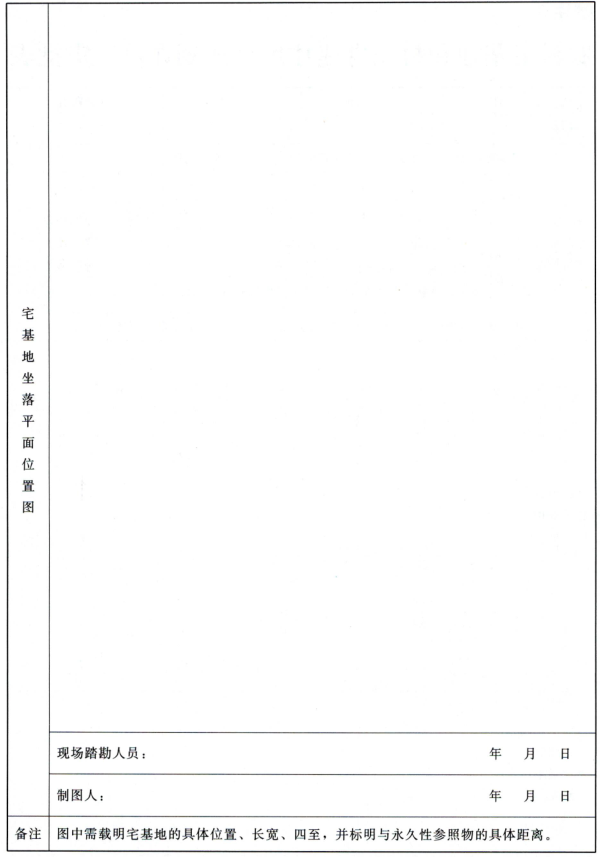 宅基地坐落平面位置图
现场踏勘人员： 年 月 日
制图人： 年 月 日
备注 图中需载明宅基地的具体位置、长宽、四至，并标明与永久性参照物的具体距离。